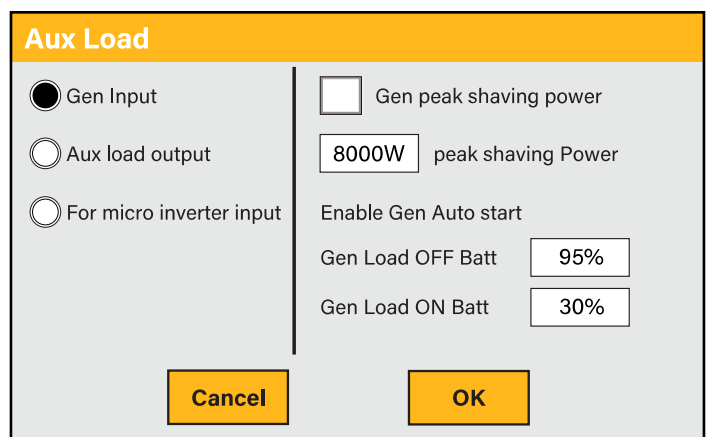 Aux Load
Gen Input
Aux load output
For micro inverter input
Gen peak shaving power
8000W peak shaving Power
Enable Gen Auto start
Gen Load OFF Batt 95%
Gen Load ON Batt 30%
Cancel
OK